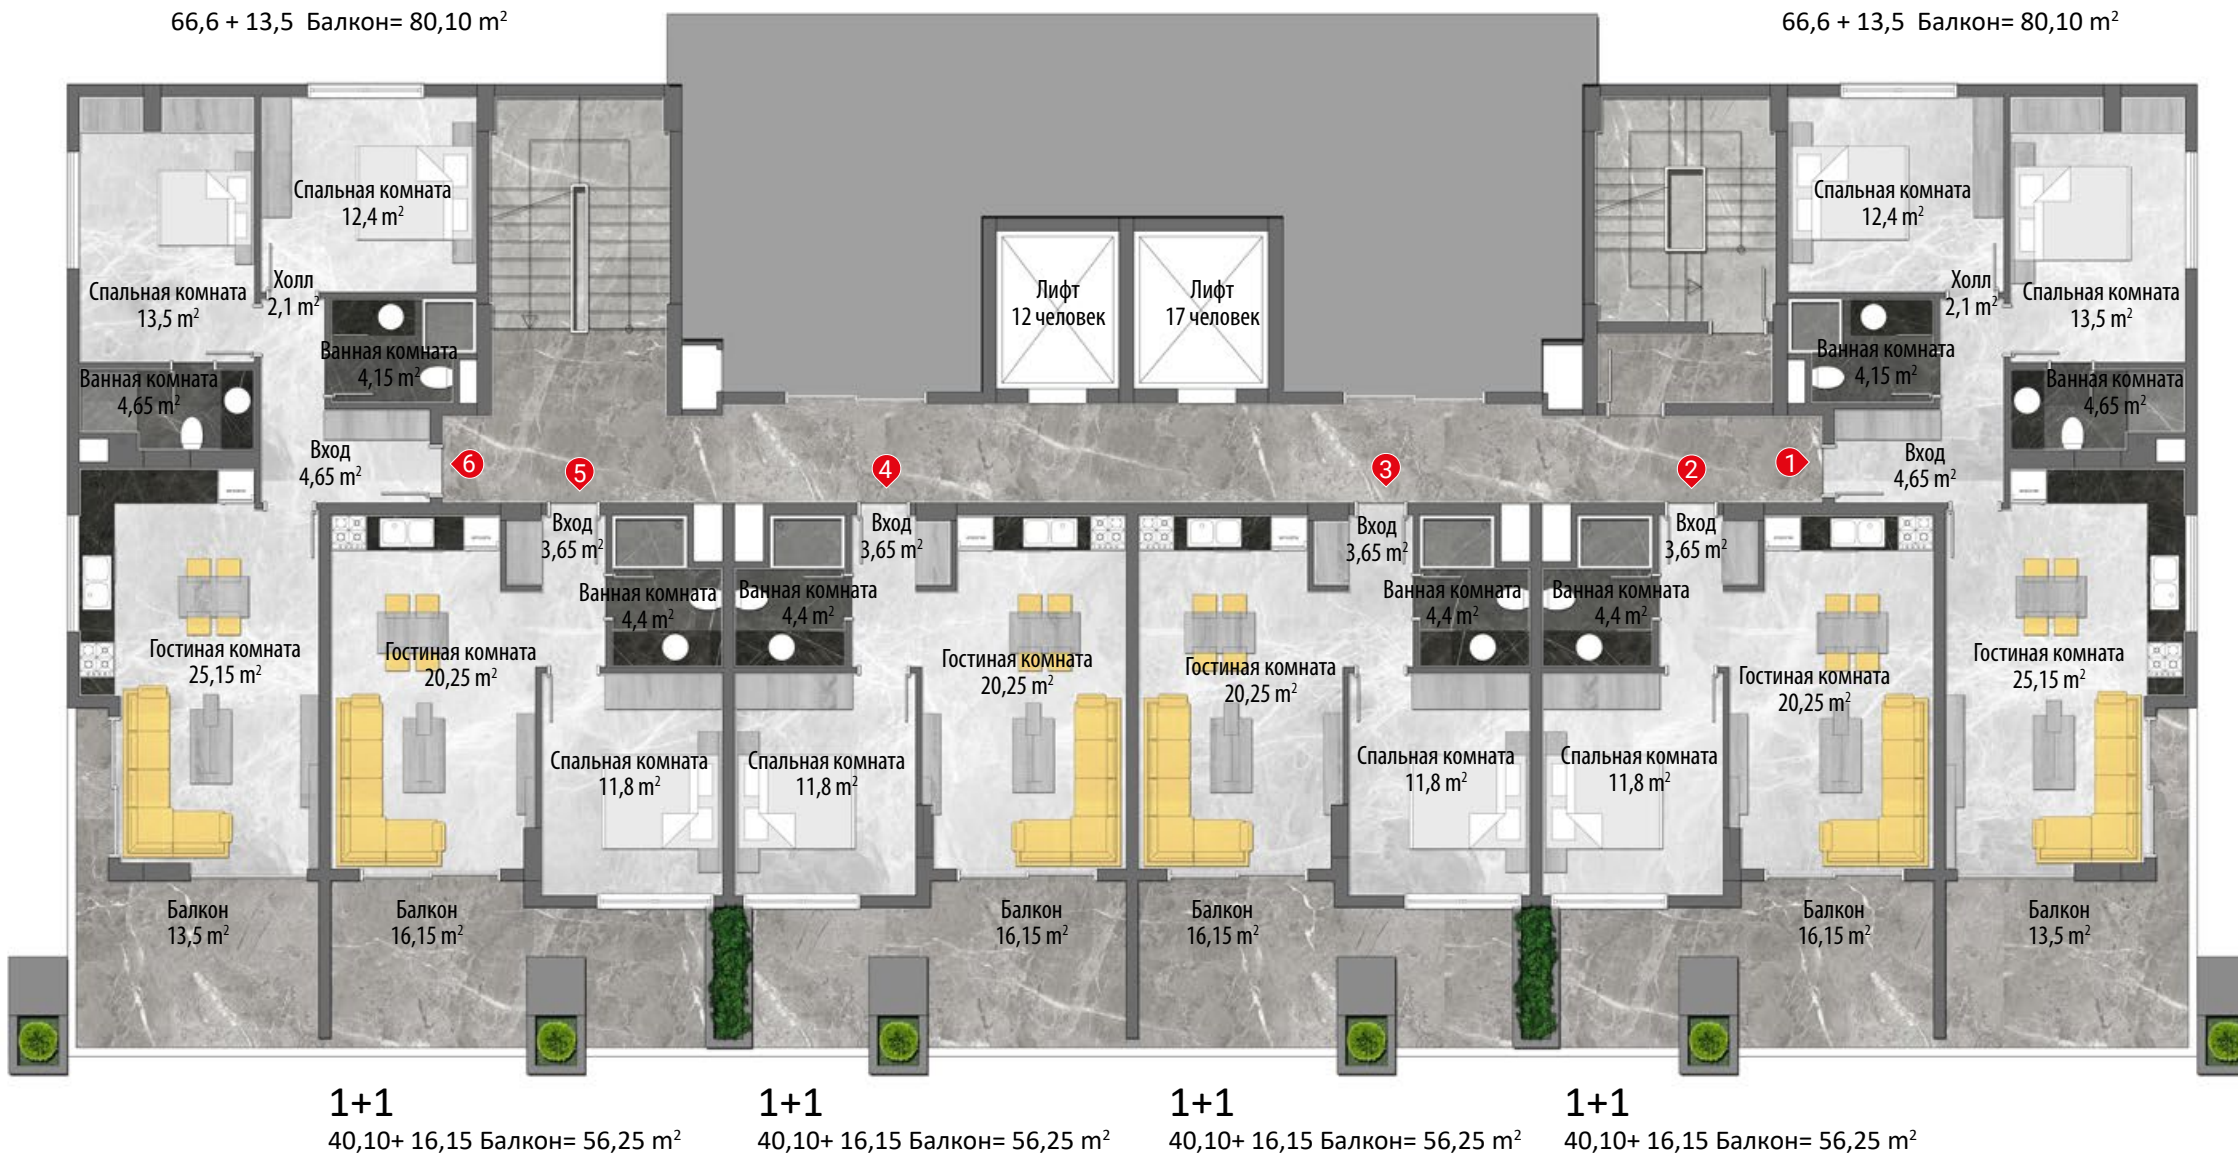 66,6 + 13,5 Балкон= 80,10 m²
66,6 + 13,5 Балкон= 80,10 m²
Спальная комната
12,4 m²
Спальная комната
13,5 m²
Холл
2,1 m²
Ванная комната
4,15 m²
Ванная комната
4,65 m²
Вход
4,65 m²
Лифт
12 человек
Лифт
17 человек
Спальная комната
12,4 m²
Холл
2,1 m²
Спальная комната
13,5 m²
Ванная комната
4,15 m²
Ванная комната
4,65 m²
Вход
4,65 m²
6
5
4
3
2
1
Вход
3,65 m²
Вход
3,65 m²
Вход
3,65 m²
Вход
3,65 m²
Ванная комната
4,4 m²
Ванная комната
4,4 m²
Ванная комната
4,4 m²
Ванная комната
4,4 m²
Гостиная комната
25,15 m²
Гостиная комната
20,25 m²
Гостиная комната
20,25 m²
Гостиная комната
20,25 m²
Гостиная комната
20,25 m²
Гостиная комната
25,15 m²
Спальная комната
11,8 m²
Спальная комната
11,8 m²
Спальная комната
11,8 m²
Спальная комната
11,8 m²
Балкон
13,5 m²
Балкон
16,15 m²
Балкон
16,15 m²
Балкон
16,15 m²
Балкон
16,15 m²
Балкон
13,5 m²
1+1
40,10+ 16,15 Балкон= 56,25 m²
1+1
40,10+ 16,15 Балкон= 56,25 m²
1+1
40,10+ 16,15 Балкон= 56,25 m²
1+1
40,10+ 16,15 Балкон= 56,25 m²